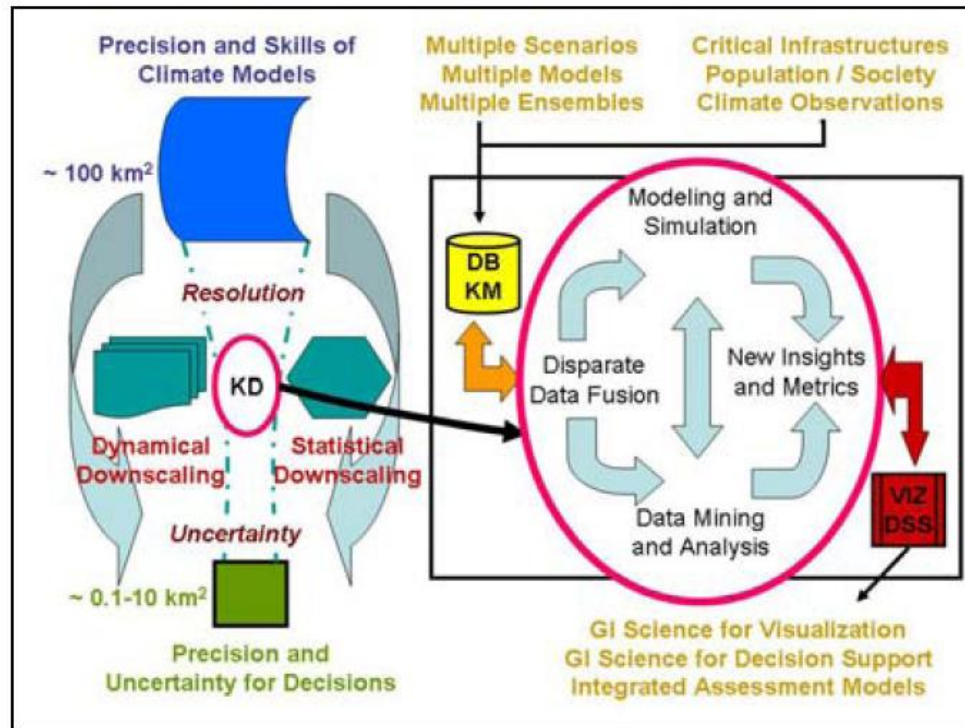 Precision and Skills of
Climate Models
~ 100 km²
Resolution
KD
Dynamical
Downscaling
Statistical
Downscaling
Uncertainty
~ 0.1-10 km²
Precision and
Uncertainty for Decisions
Multiple Scenarios
Multiple Models
Multiple Ensembles
Critical Infrastructures
Population / Society
Climate Observations
DB
KM
Modeling and
Simulation
Disparate
Data Fusion
New Insights
and Metrics
Data Mining
and Analysis
VIZ
DSS
GI Science for Visualization
GI Science for Decision Support
Integrated Assessment Models